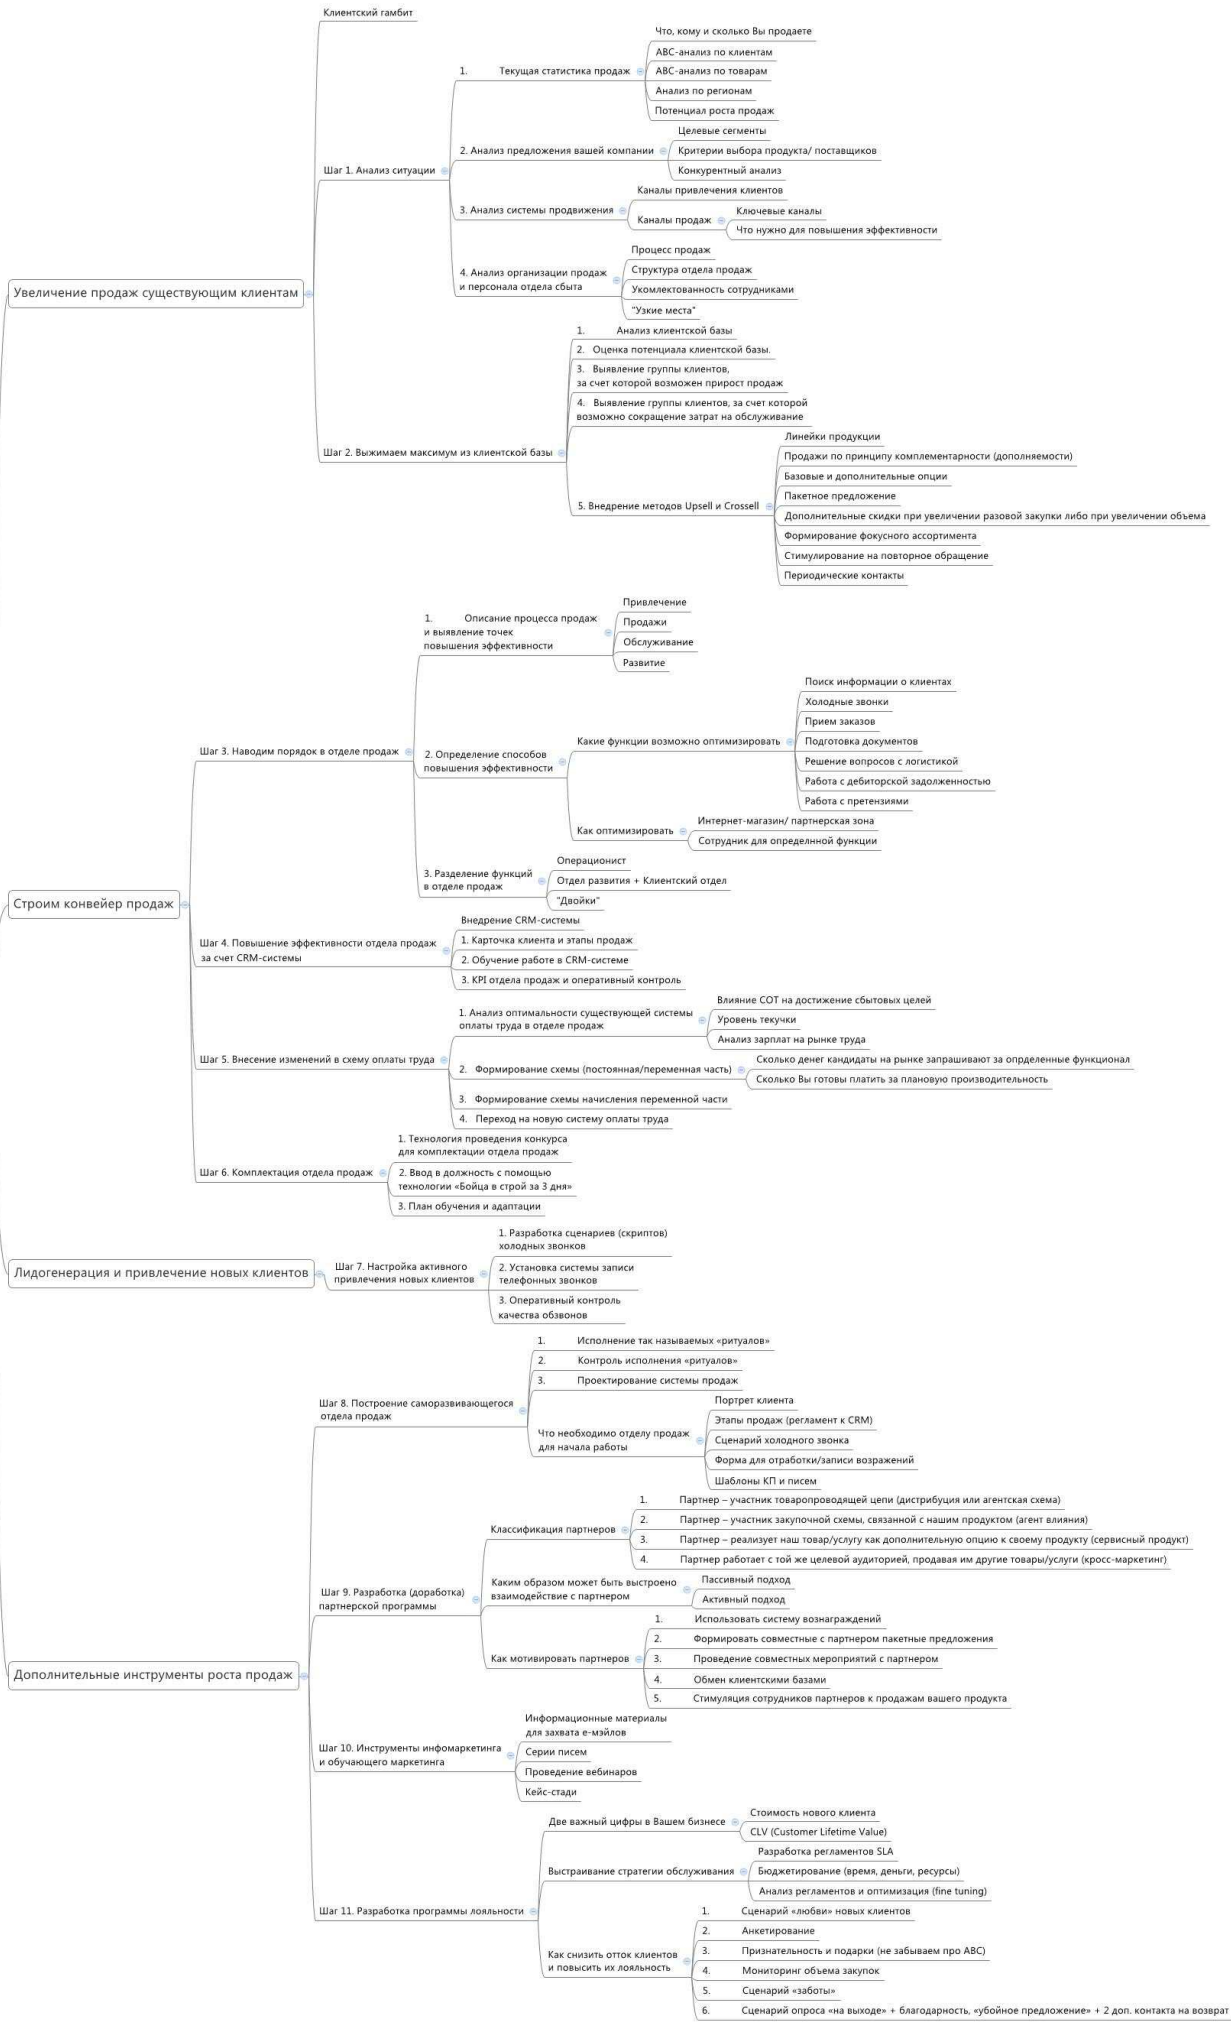 Клиентский гамбит
Что, кому и сколько Вы продаете
АВС-анализ по клиентам
1. Текущая статистика продаж
АВС-анализ по товарам
Анализ по регионам
Потенциал роста продаж
Целевые сегменты
2. Анализ предложения вашей компании
Критерии выбора продукта/ поставщиков
Конкурентный анализ
Шаг 1. Анализ ситуации
Каналы привлечения клиентов
3. Анализ системы продвижения
Каналы продаж
Ключевые каналы
Что нужно для повышения эффективности
Процесс продаж
4. Анализ организации продаж
и персонала отдела сбыта
Структура отдела продаж
Укомлектованность сотрудниками
"Узкие места"
Увеличение продаж существующим клиентам
1. Анализ клиентской базы
2. Оценка потенциала клиентской базы.
3. Выявление группы клиентов,
за счет которой возможен прирост продаж
4. Выявление группы клиентов, за счет которой
возможно сокращение затрат на обслуживание
Шаг 2. Выжимаем максимум из клиентской базы
Линейки продукции
Продажи по принципу комплементарности (дополняемости)
Базовые и дополнительные опции
Пакетное предложение
5. Внедрение методов Upsell и Crossell
Дополнительные скидки при увеличении разовой закупки либо при увеличении объема
Формирование фокусного ассортимента
Стимулирование на повторное обращение
Периодические контакты
Привлечение
1. Описание процесса продаж
и выявление точек
повышения эффективности
Продажи
Обслуживание
Развитие
Поиск информации о клиентах
Холодные звонки
Прием заказов
Шаг 3. Наводим порядок в отделе продаж
2. Определение способов
повышения эффективности
Какие функции возможно оптимизировать
Подготовка документов
Решение вопросов с логистикой
Работа с дебиторской задолженностью
Работа с претензиями
Как оптимизировать
Интернет-магазин/ партнерская зона
Сотрудник для определнной функции
3. Разделение функций
в отделе продаж
Операционист
Отдел развития + Клиентский отдел
"Двойки"
Строим конвейер продаж
Шаг 4. Повышение эффективности отдела продаж
за счет CRM-системы
Внедрение CRM-системы
1. Карточка клиента и этапы продаж
2. Обучение работе в CRM-системе
3. KPI отдела продаж и оперативный контроль
1. Анализ оптимальности существующей системы
оплаты труда в отделе продаж
Влияние СОТ на достижение сбытовых целей
Уровень текучки
Анализ зарплат на рынке труда
Шаг 5. Внесение изменений в схему оплаты труда
2. Формирование схемы (постоянная/переменная часть)
Сколько денег кандидаты на рынке запрашивают за опрделенные функционал
Сколько Вы готовы платить за плановую производительность
3. Формирование схемы начисления переменной части
4. Переход на новую систему оплаты труда
1. Технология проведения конкурса
для комплектации отдела продаж
Шаг 6. Комплектация отдела продаж
2. Ввод в должность с помощью
технологии «Бойца в строй за 3 дня»
3. План обучения и адаптации
Лидогенерация и привлечение новых клиентов
Шаг 7. Настройка активного
привлечения новых клиентов
1. Разработка сценариев (скриптов)
холодных звонков
2. Установка системы записи
телефонных звонков
3. Оперативный контроль
качества обзвонов
1. Исполнение так называемых «ритуалов»
2. Контроль исполнения «ритуалов»
3. Проектирование системы продаж
Шаг 8. Построение саморазвивающегося
отдела продаж
Что необходимо отделу продаж
для начала работы
Портрет клиента
Этапы продаж (регламент к CRM)
Сценарий холодного звонка
Форма для отработки/записи возражений
Шаблоны КП и писем
Классификация партнеров
1. Партнер – участник товаропроводящей цепи (дистрибуция или агентская схема)
2. Партнер – участник закупочной схемы, связанной с нашим продуктом (агент влияния)
3. Партнер – реализует наш товар/услугу как дополнительную опцию к своему продукту (сервисный продукт)
4. Партнер работает с той же целевой аудиторией, продавая им другие товары/услуги (кросс-маркетинг)
Шаг 9. Разработка (доработка)
партнерской программы
Каким образом может быть выстроено
взаимодействие с партнером
Пассивный подход
Активный подход
Как мотивировать партнеров
1. Использовать систему вознаграждений
2. Формировать совместные с партнером пакетные предложения
3. Проведение совместных мероприятий с партнером
4. Обмен клиентскими базами
5. Стимуляция сотрудников партнеров к продажам вашего продукта
Дополнительные инструменты роста продаж
Шаг 10. Инструменты инфомаркетинга
и обучающего маркетинга
Информационные материалы
для захвата е-мэйлов
Серии писем
Проведение вебинаров
Кейс-стади
Две важный цифры в Вашем бизнесе
Стоимость нового клиента
CLV (Customer Lifetime Value)
Выстраивание стратегии обслуживания
Разработка регламентов SLA
Бюджетирование (время, деньги, ресурсы)
Анализ регламентов и оптимизация (fine tuning)
Шаг 11. Разработка программы лояльности
Как снизить отток клиентов
и повысить их лояльность
1. Сценарий «любви» новых клиентов
2. Анкетирование
3. Признательность и подарки (не забываем про АВС)
4. Мониторинг объема закупок
5. Сценарий «заботы»
6. Сценарий опроса «на выходе» + благодарность, «убойное предложение» + 2 доп. контакта на возврат